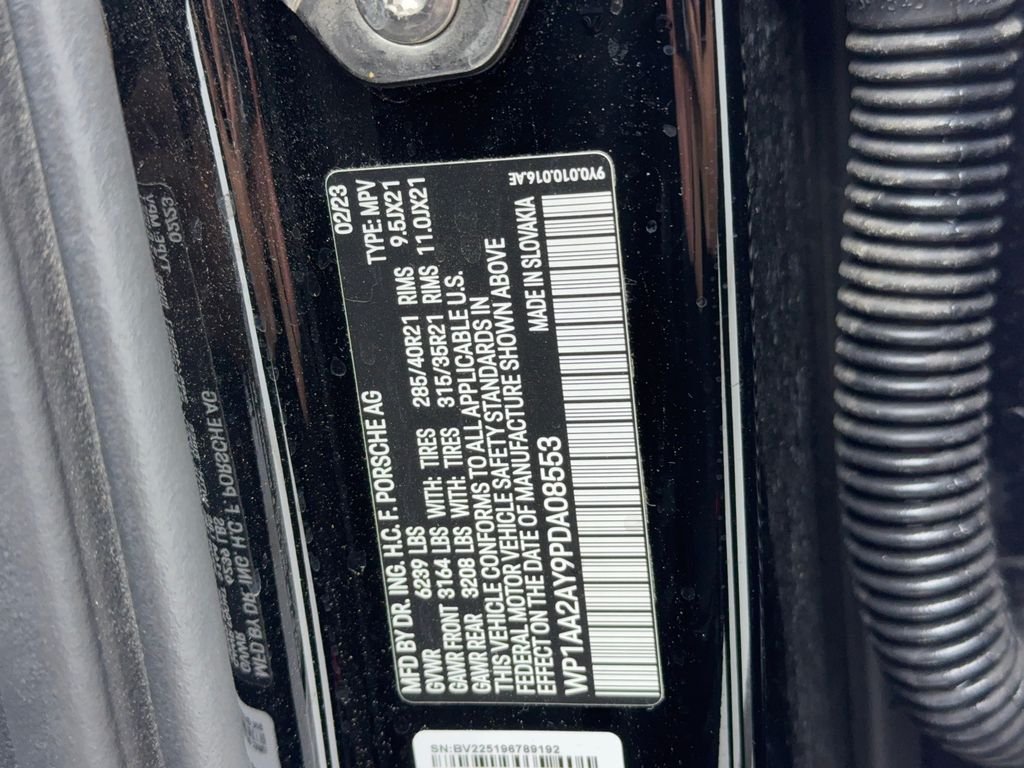 MFD BY DR. ING. H.C. F. PORSCHE AG 02/23
GVWR 6239 LBS TYPE: MPV
GAWR FRONT 3164 LBS WITH: TIRES 285/40R21 RMS 9.5JX21
GAWR REAR 3208 LBS WITH: TIRES 315/35R21 RMS 11.0JX21
THIS VEHICLE CONFORMS TO ALL APPLICABLE U.S.
FEDERAL MOTOR VEHICLE SAFETY STANDARDS IN
EFFECT ON THE DATE OF MANUFACTURE SHOWN ABOVE
WP1AA2AY9PDA08553 MADE IN SLOVAKIA
9Y0.010.016.AE
SN:BV225196789192